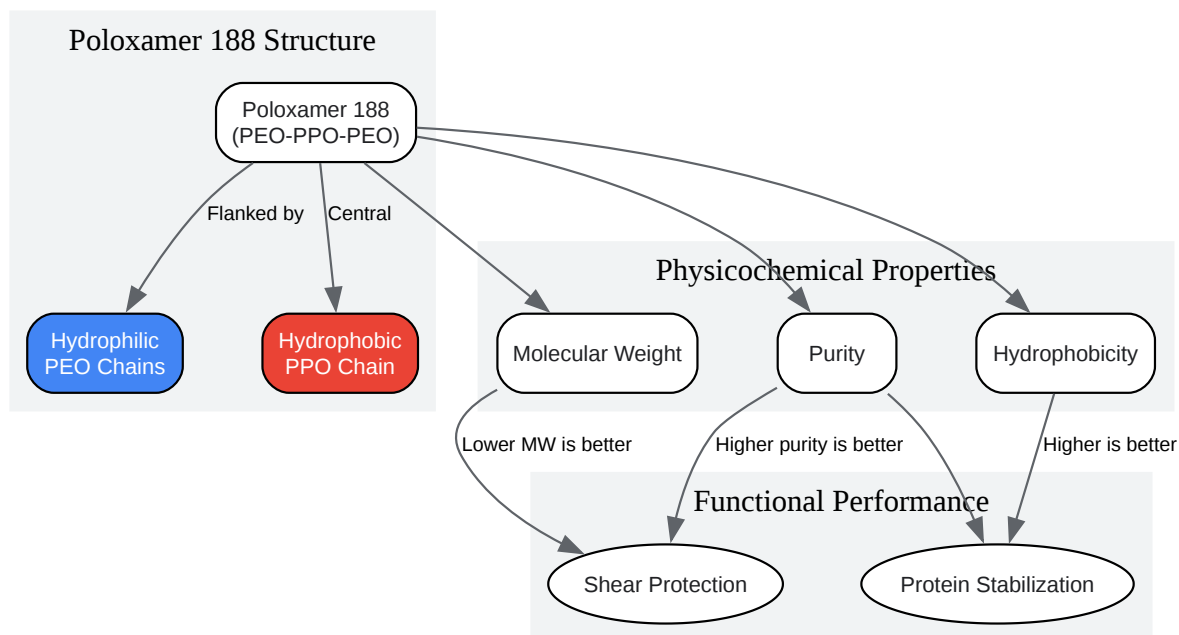 Poloxamer 188 Structure
Poloxamer 188
(PEO-PPO-PEO)
Flanked by
Central
Physicochemical Properties
Hydrophilic
PEO Chains
Hydrophobic
PPO Chain
Molecular Weight
Purity
Hydrophobicity
Lower MW is better
Higher purity is better
Higher is better
Functional Performance
Shear Protection
Protein Stabilization